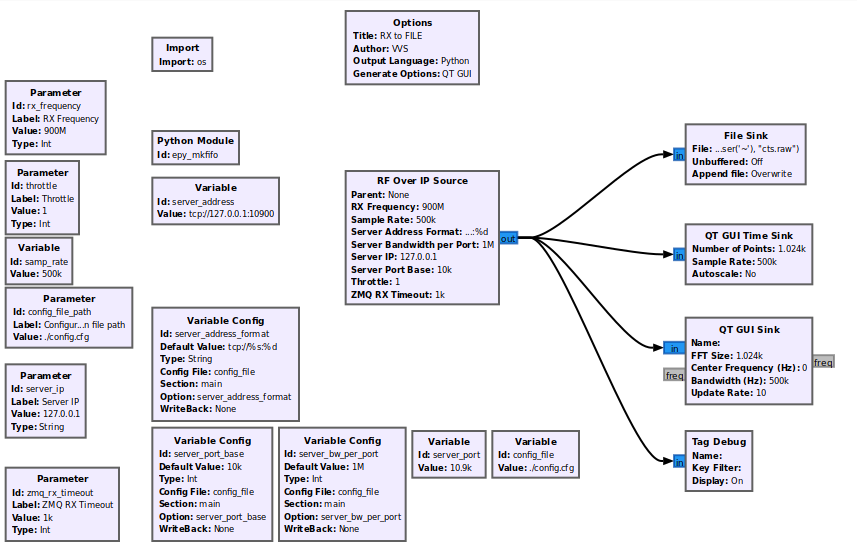 Options
Title: RX to FILE
Author: VVS
Output Language: Python
Generate Options: QT GUI
Import
Import: os
Parameter
Id: rx_frequency
Label: RX Frequency
Value: 900M
Type: Int
Python Module
Id: epy_mkfifo
Parameter
Id: throttle
Label: Throttle
Value: 1
Type: Int
Variable
Id: server_address
Value: tcp://127.0.0.1:10900
Variable
Id: samp_rate
Value: 500k
Parameter
Id: config_file_path
Label: Configur...n file path
Value: ./config.cfg
Variable Config
Id: server_address_format
Default Value: tcp://%s:%d
Type: String
Config File: config_file
Section: main
Option: server_address_format
WriteBack: None
Parameter
Id: server_ip
Label: Server IP
Value: 127.0.0.1
Type: String
Parameter
Id: zmq_rx_timeout
Label: ZMQ RX Timeout
Value: 1k
Type: Int
Variable Config
Id: server_port_base
Default Value: 10k
Type: Int
Config File: config_file
Section: main
Option: server_port_base
WriteBack: None
Variable Config
Id: server_bw_per_port
Default Value: 1M
Type: Int
Config File: config_file
Section: main
Option: server_bw_per_port
WriteBack: None
Variable
Id: server_port
Value: 10.9k
Variable
Id: config_file
Value: ./config.cfg
RF Over IP Source
Parent: None
RX Frequency: 900M
Sample Rate: 500k
Server Address Format: ...:%d
Server Bandwidth per Port: 1M
Server IP: 127.0.0.1
Server Port Base: 10k
Throttle: 1
ZMQ RX Timeout: 1k
out
File Sink
File: ...ser('~'), "cts.raw")
Unbuffered: Off
Append file: Overwrite
in
QT GUI Time Sink
Number of Points: 1.024k
Sample Rate: 500k
Autoscale: No
in
QT GUI Sink
Name:
FFT Size: 1.024k
Center Frequency (Hz): 0
Bandwidth (Hz): 500k
Update Rate: 10
in
freq
freq
Tag Debug
Name:
Key Filter:
Display: On
in